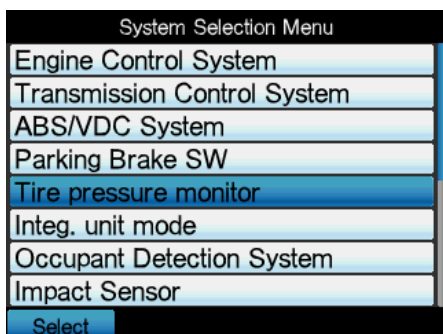 System Selection Menu
Engine Control System
Transmission Control System
ABS/VDC System
Parking Brake SW
Tire pressure monitor
Integ. unit mode
Occupant Detection System
Impact Sensor
Select